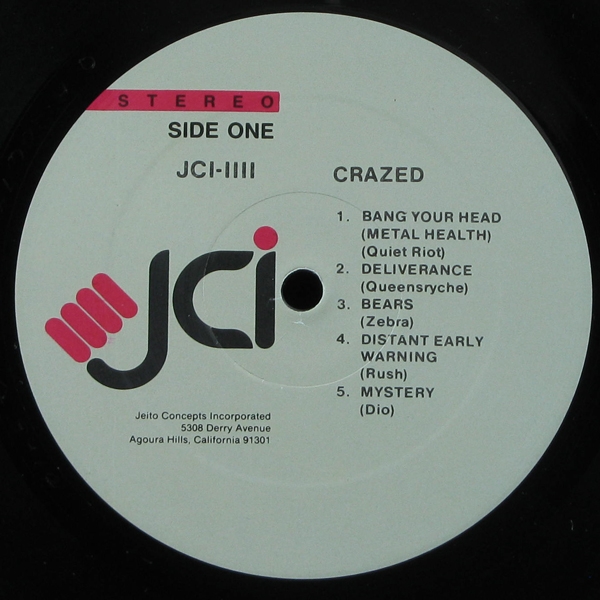 STEREO
SIDE ONE
JCI-1111
CRAZED
1. BANG YOUR HEAD
(METAL HEALTH)
(Quiet Riot)
2. DELIVERANCE
(Queensryche)
3. BEARS
(Zebra)
4. DISTANT EARLY
WARNING
(Rush)
5. MYSTERY
(Dio)
JCi
Jeito Concepts Incorporated
5308 Derry Avenue
Agoura Hills, California 91301